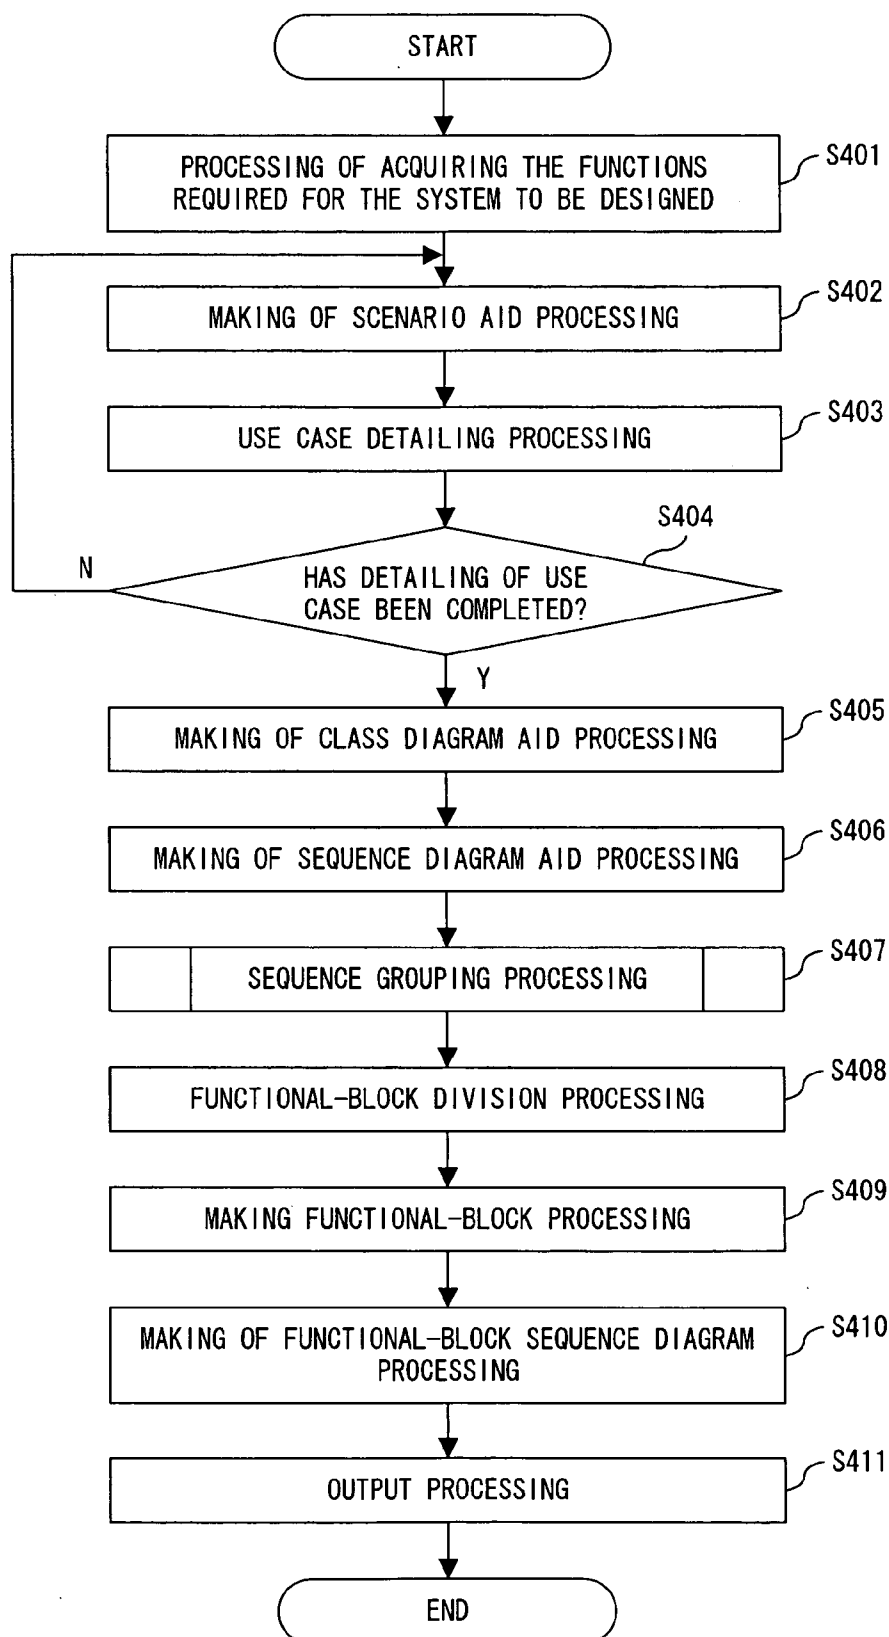 START
PROCESSING OF ACQUIRING THE FUNCTIONS
REQUIRED FOR THE SYSTEM TO BE DESIGNED
S401
MAKING OF SCENARIO AID PROCESSING
S402
USE CASE DETAILING PROCESSING
S403
S404
HAS DETAILING OF USE
CASE BEEN COMPLETED?
N
Y
MAKING OF CLASS DIAGRAM AID PROCESSING
S405
MAKING OF SEQUENCE DIAGRAM AID PROCESSING
S406
SEQUENCE GROUPING PROCESSING
S407
FUNCTIONAL-BLOCK DIVISION PROCESSING
S408
MAKING FUNCTIONAL-BLOCK PROCESSING
S409
MAKING OF FUNCTIONAL-BLOCK SEQUENCE DIAGRAM
PROCESSING
S410
OUTPUT PROCESSING
S411
END